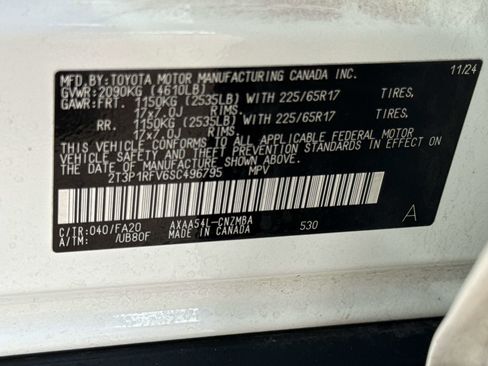 MFD.BY:TOYOTA MOTOR MANUFACTURING CANADA INC. 11/24
GVWR:2090KG (4610LB)
GAWR:FRT. 1150KG (2535LB) WITH 225/65R17 TIRES,
17x7.0J RIMS,
RR. 1150KG (2535LB) WITH 225/65R17 TIRES,
17x7.0J RIMS,
THIS VEHICLE CONFORMS TO ALL APPLICABLE FEDERAL MOTOR
VEHICLE SAFETY AND THEFT PREVENTION STANDARDS IN EFFECT ON
THE DATE OF MANUFACTURE SHOWN ABOVE.
2T3P1RFV6SC496795 MPV
C/TR:040/FA20 AXAA54L-CNZMBA 530 A
A/TM: /UB80F MADE IN CANADA